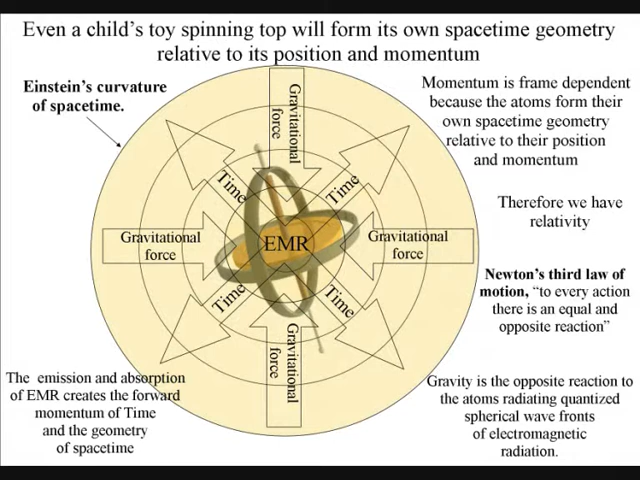 Even a child's toy spinning top will form its own spacetime geometry
relative to its position and momentum
Einstein's curvature
of spacetime.
Momentum is frame dependent
because the atoms form their
own spacetime geometry
relative to their position
and momentum
Therefore we have
relativity
Newton's third law of
motion, "to every action
there is an equal and
opposite reaction"
Gravitational
force
Time
Time
Gravitational
force
EMR
Gravitational
force
Time
Time
Gravitational
force
The emission and absorption
of EMR creates the forward
momentum of Time
and the geometry
of spacetime
Gravity is the opposite reaction to
the atoms radiating quantized
spherical wave fronts
of electromagnetic
radiation.